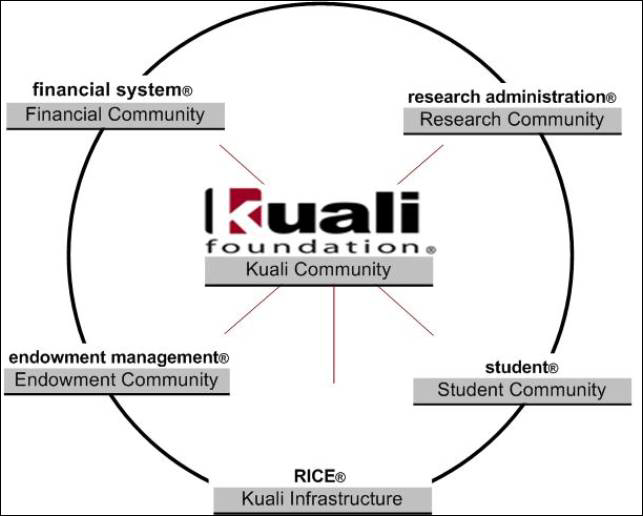 financial system®
Financial Community
research administration®
Research Community
kuali
foundation®
Kuali Community
endowment management®
Endowment Community
student®
Student Community
RICE®
Kuali Infrastructure